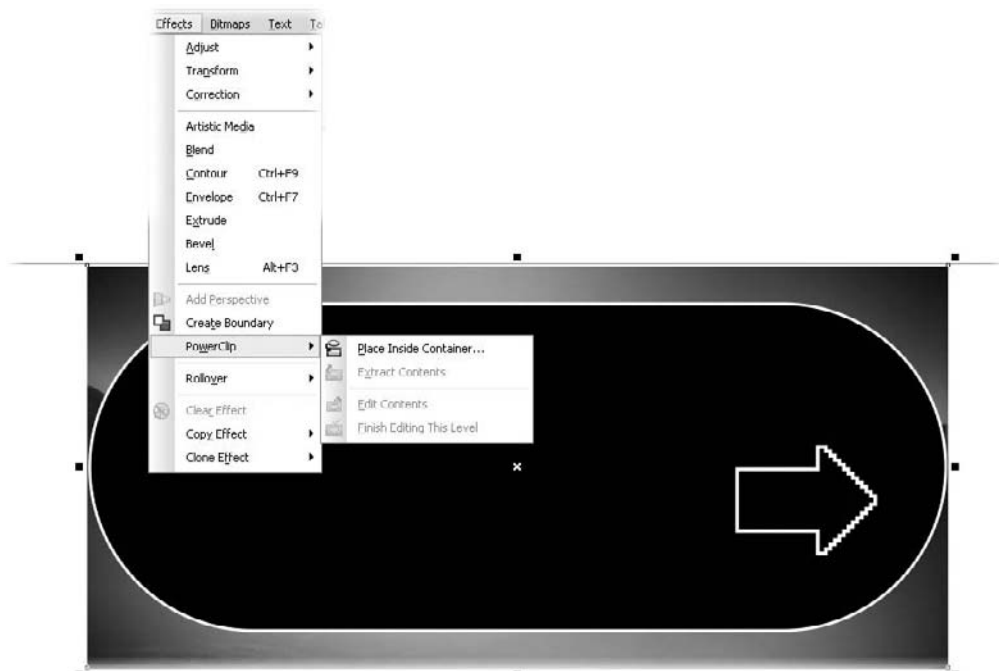 Effects Bitmaps Text
Adjust
Transform
Correction
Artistic Media
Blend
Contour Ctrl+F9
Envelope Ctrl+F7
Extrude
Bevel
Lens Alt+F3
Add Perspective
Create Boundary
PowerClip
Place Inside Container...
Extract Contents
Edit Contents
Finish Editing This Level
Rollover
Clear Effect
Copy Effect
Clone Effect